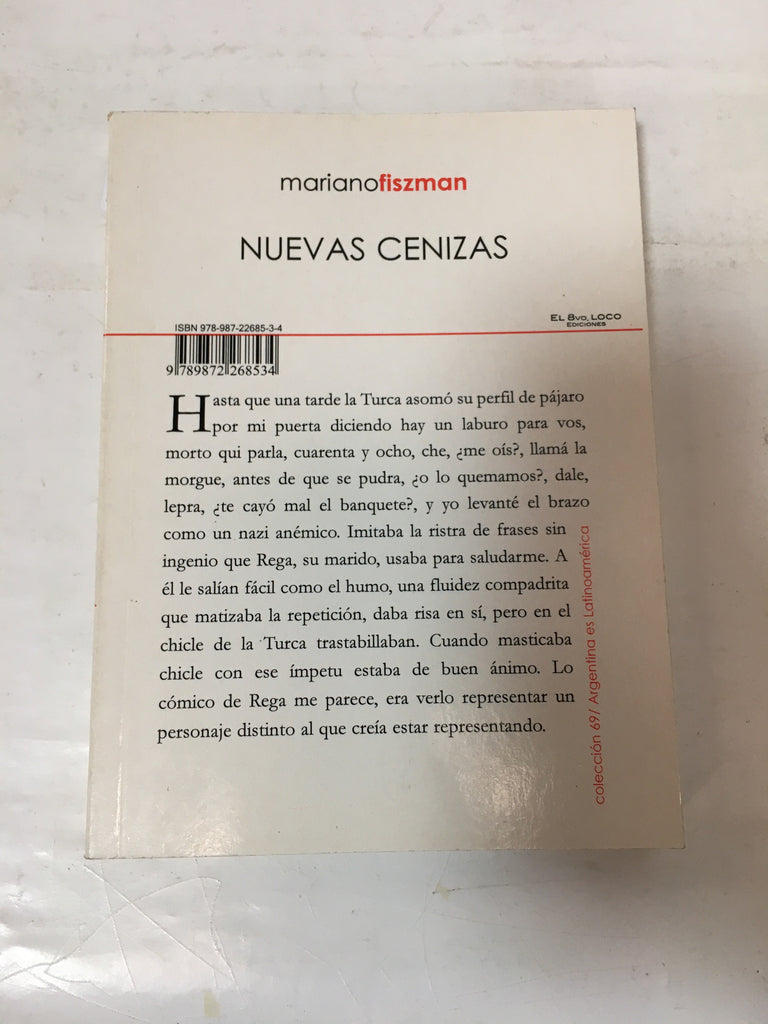 marianofiszman
NUEVAS CENIZAS
ISBN 978-987-22685-3-4
EL 8VO. LOCO
EDICIONES
9 789872 268534
Hasta que una tarde la Turca asomó su perfil de pájaro
por mi puerta diciendo hay un laburo para vos,
morto qui parla, cuarenta y ocho, che, ¿me oís?, llamá la
morgue, antes de que se pudra, ¿o lo quemamos?, dale,
lepra, ¿te cayó mal el banquete?, y yo levanté el brazo
como un nazi anémico. Imitaba la ristra de frases sin
ingenio que Rega, su marido, usaba para saludarme. A
él le salían fácil como el humo, una fluidez compadrita
que matizaba la repetición, daba risa en sí, pero en el
chicle de la Turca trastabillaban. Cuando masticaba
chicle con ese ímpetu estaba de buen ánimo. Lo
cómico de Rega me parece, era verlo representar un
personaje distinto al que creía estar representando.
colección 69/ Argentina es Latinoamérica